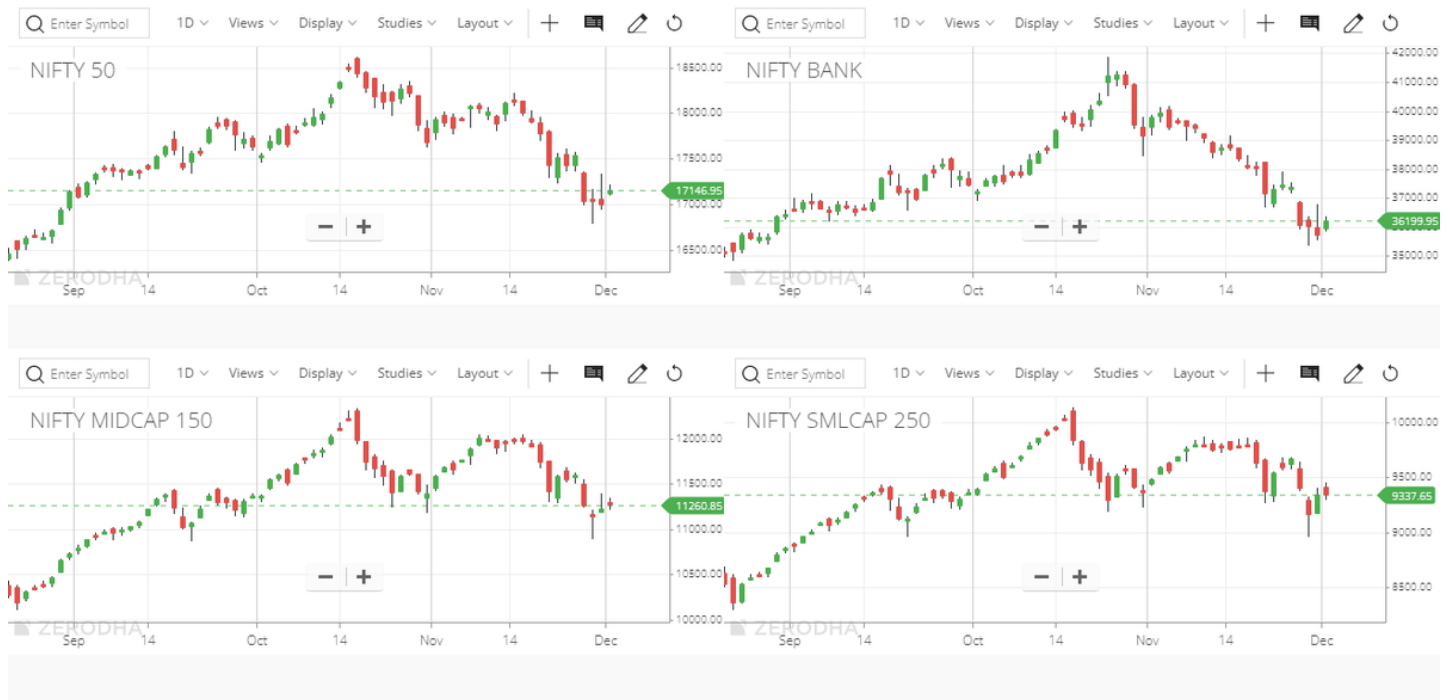 Enter Symbol 1D Views Display Studies Layout
NIFTY 50
18500.00
18000.00
17500.00
17146.95
17000.00
16500.00
ZERODHA
Sep 14 Oct 14 Nov 14 Dec
Enter Symbol 1D Views Display Studies Layout
NIFTY BANK
42000.00
41000.00
40000.00
39000.00
38000.00
37000.00
36199.95
35000.00
ZERODHA
Sep 14 Oct 14 Nov 14 Dec
Enter Symbol 1D Views Display Studies Layout
NIFTY MIDCAP 150
12000.00
11500.00
11260.85
11000.00
10500.00
10000.00
ZERODHA
Sep 14 Oct 14 Nov 14 Dec
Enter Symbol 1D Views Display Studies Layout
NIFTY SMLCAP 250
10000.00
9500.00
9337.65
9000.00
8500.00
ZERODHA
Sep 14 Oct 14 Nov 14 Dec